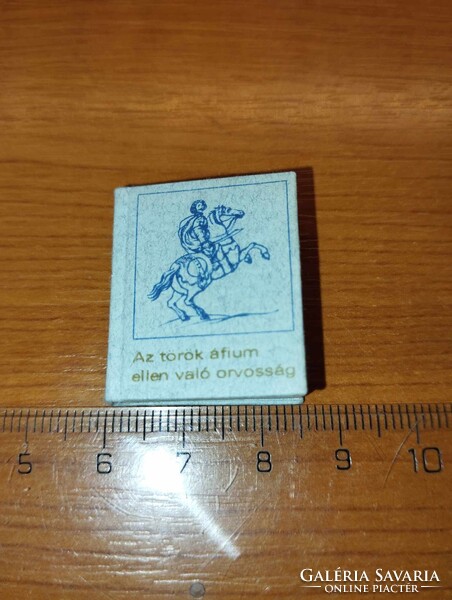 Az török áfium
ellen való orvosság
5 6 7 8 9 10
GALÉRIA SAVARIA
ONLINE PIACTÉR